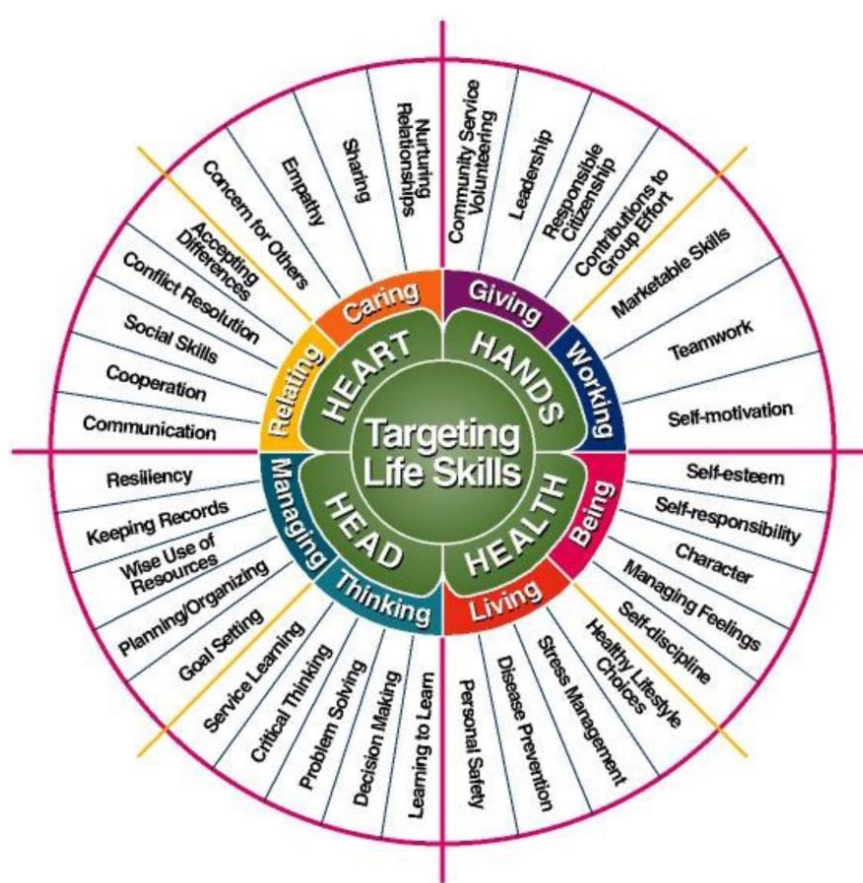 Targeting
Life Skills
HEART
HANDS
HEALTH
HEAD
Caring
Giving
Working
Being
Living
Thinking
Managing
Relating
Nurturing
Relationships
Sharing
Empathy
Concern for Others
Community Service
Volunteering
Leadership
Responsible
Citizenship
Contributions to
Group Effort
Marketable Skills
Teamwork
Self-motivation
Self-esteem
Self-responsibility
Character
Managing Feelings
Self-discipline
Healthy Lifestyle
Choices
Stress Management
Disease Prevention
Personal Safety
Learning to Learn
Decision Making
Problem Solving
Critical Thinking
Service Learning
Goal Setting
Planning/Organizing
Wise Use of
Resources
Keeping Records
Resiliency
Communication
Cooperation
Social Skills
Conflict Resolution
Accepting
Differences